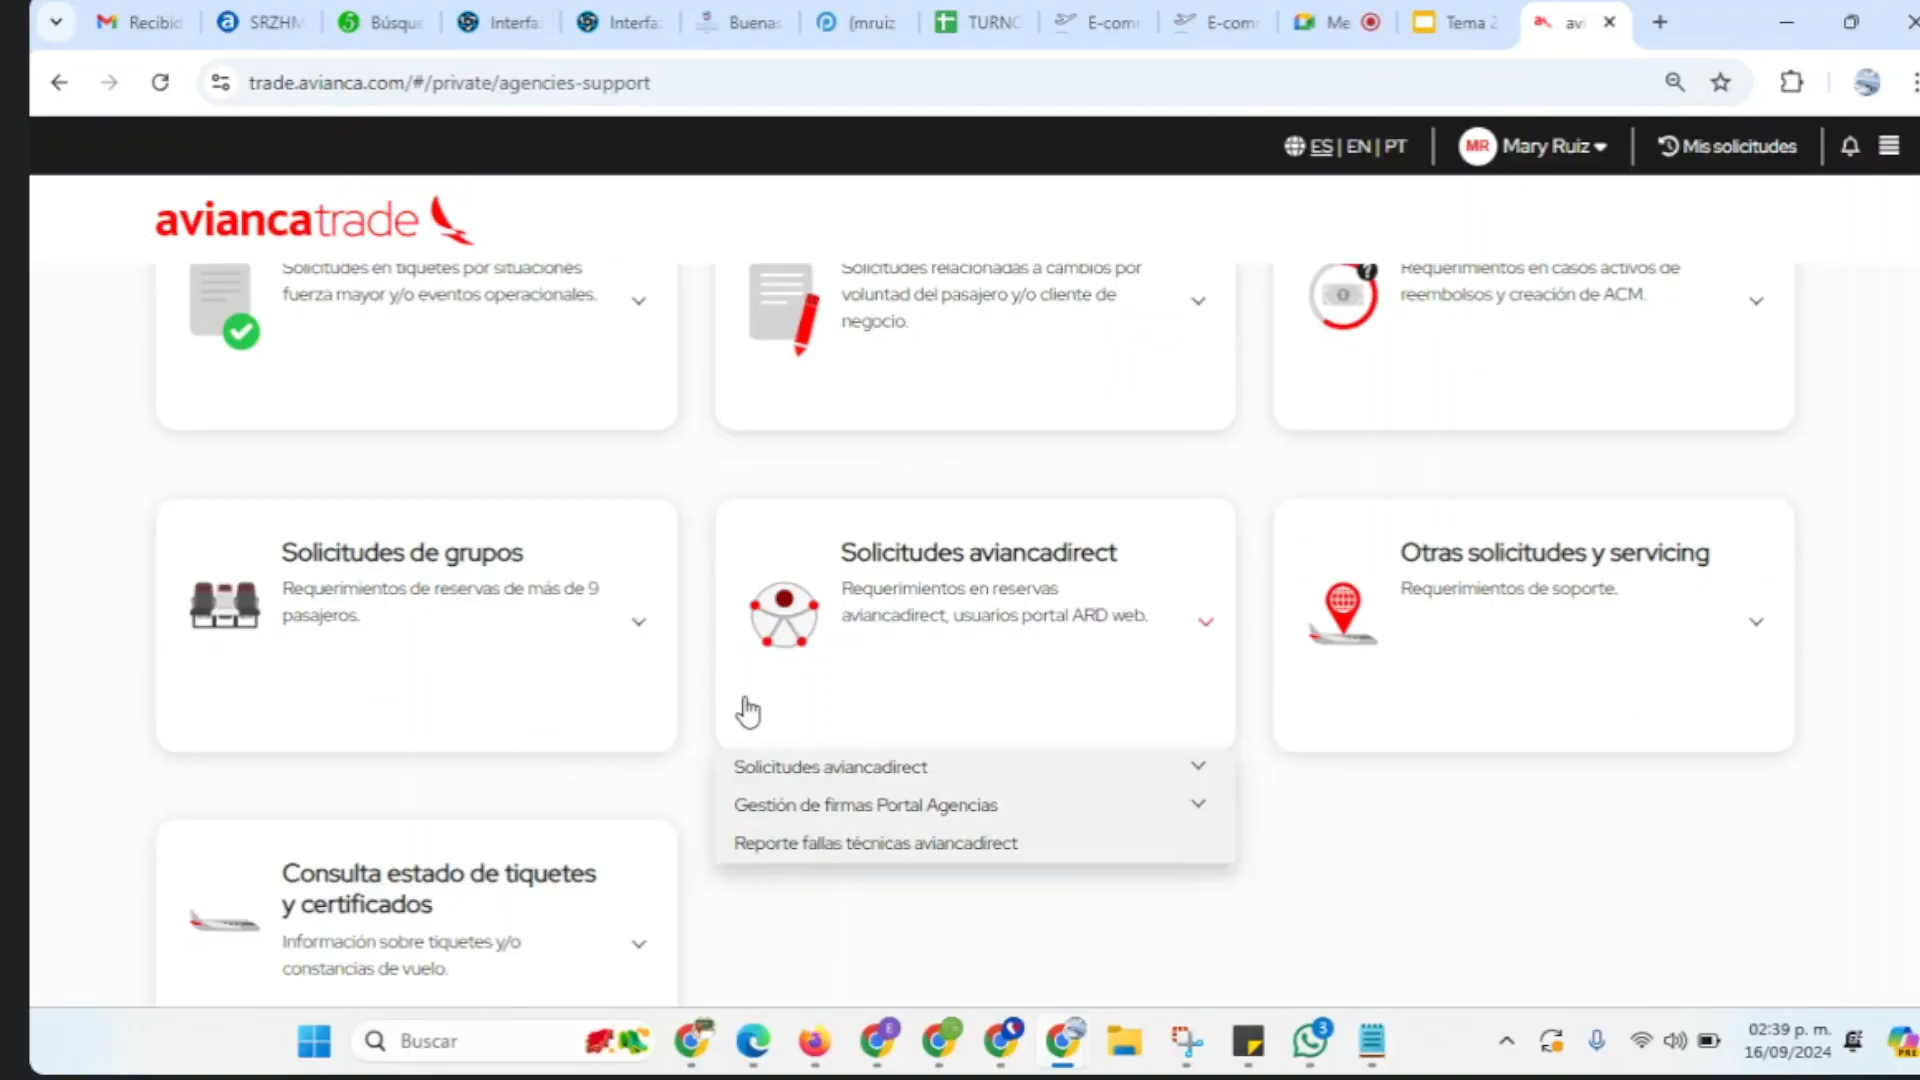 Recibid
SRZHM
Búsque
Interfa
Interfa
Buena
(mruiz
TURNO
E-com
E-com
Me
Tema 2
avi
trade.avianca.com/#/private/agencies-support
ES | EN | PT
MR
Mary Ruiz
Mis solicitudes
aviancatrade
Solicitudes en tiquetes por situaciones
fuerza mayor y/o eventos operacionales.
Solicitudes relacionadas a cambios por
voluntad del pasajero y/o cliente de
negocio.
Requerimientos en casos activos de
reembolsos y creación de ACM.
Solicitudes de grupos
Requerimientos de reservas de más de 9
pasajeros.
Solicitudes aviancadirect
Requerimientos en reservas
aviancadirect, usuarios portal ARD web.
Otras solicitudes y servicing
Requerimientos de soporte.
Solicitudes aviancadirect
Gestión de firmas Portal Agencias
Reporte fallas técnicas aviancadirect
Consulta estado de tiquetes
y certificados
Información sobre tiquetes y/o
constancias de vuelo.
Buscar
E
3
02:39 p. m.
16/09/2024
PRE